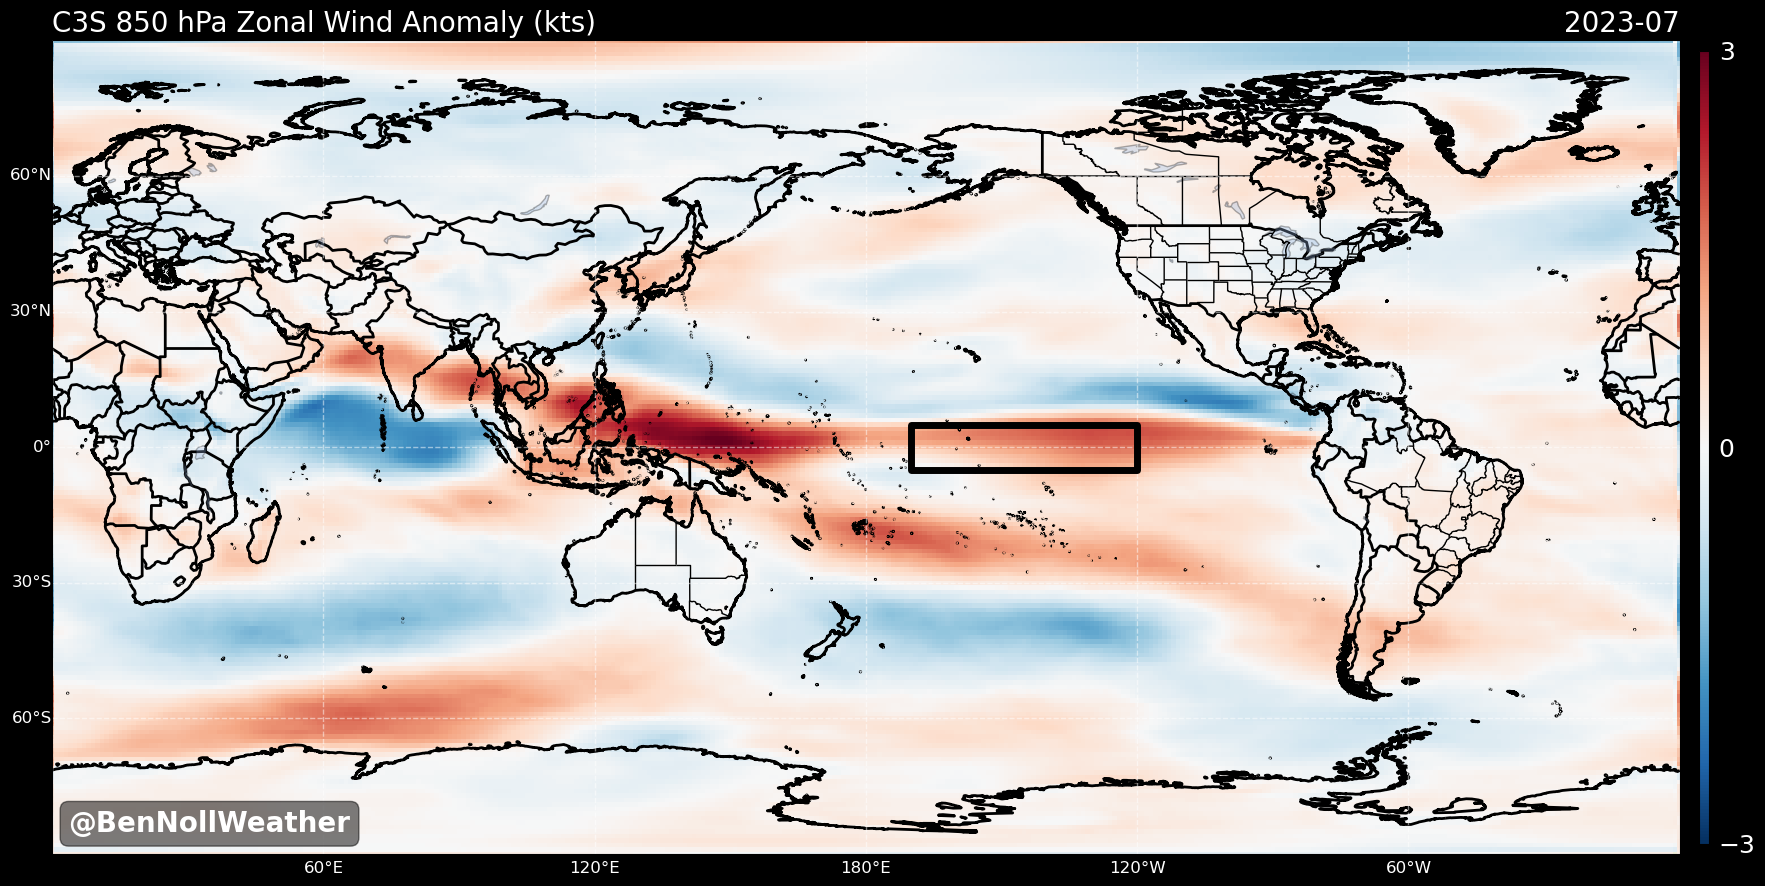 C3S 850 hPa Zonal Wind Anomaly (kts)
2023-07
3
60°N
30°N
0°
0
30°S
60°S
@BenNollWeather
−3
60°E
120°E
180°E
120°W
60°W